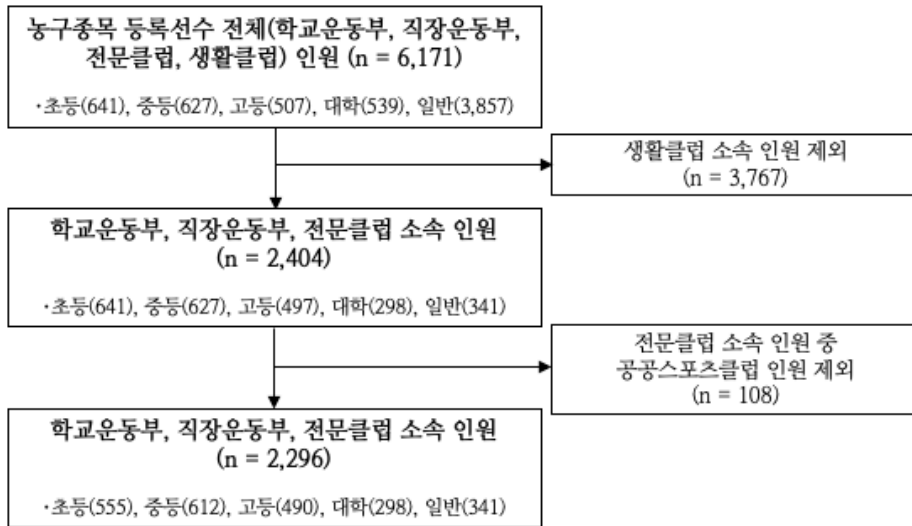 농구종목 등록선수 전체(학교운동부, 직장운동부,
전문클럽, 생활클럽) 인원 (n = 6,171)
·초등(641), 중등(627), 고등(507), 대학(539), 일반(3,857)
생활클럽 소속 인원 제외
(n = 3,767)
학교운동부, 직장운동부, 전문클럽 소속 인원
(n = 2,404)
·초등(641), 중등(627), 고등(497), 대학(298), 일반(341)
전문클럽 소속 인원 중
공공스포츠클럽 인원 제외
(n = 108)
학교운동부, 직장운동부, 전문클럽 소속 인원
(n = 2,296)
·초등(555), 중등(612), 고등(490), 대학(298), 일반(341)